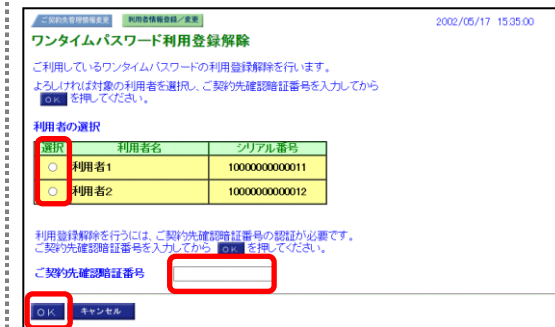 ご契約先管理情報変更 利用者情報登録／変更 2002/05/17 15:35:00
ワンタイムパスワード利用登録解除
ご利用しているワンタイムパスワードの利用登録解除を行います。
よろしければ対象の利用者を選択し、ご契約先確認暗証番号を入力してから
OK を押してください。
利用者の選択
選択 利用者名 シリアル番号
利用者1 10000000000011
利用者2 10000000000012
利用登録解除を行うには、ご契約先確認暗証番号の認証が必要です。
ご契約先確認暗証番号を入力してから OK を押してください。
ご契約先確認暗証番号
OK キャンセル